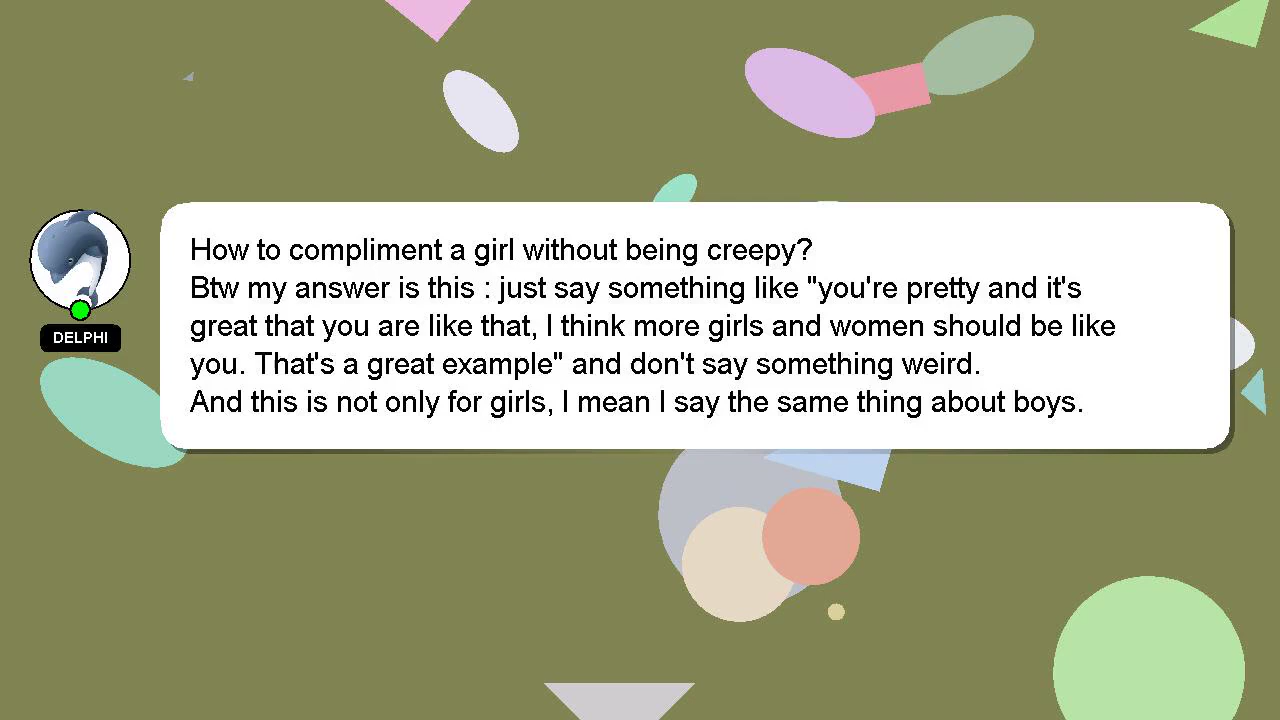 How to compliment a girl without being creepy?
Btw my answer is this : just say something like "you're pretty and it's
great that you are like that, I think more girls and women should be like
you. That's a great example" and don't say something weird.
And this is not only for girls, I mean I say the same thing about boys.
DELPHI